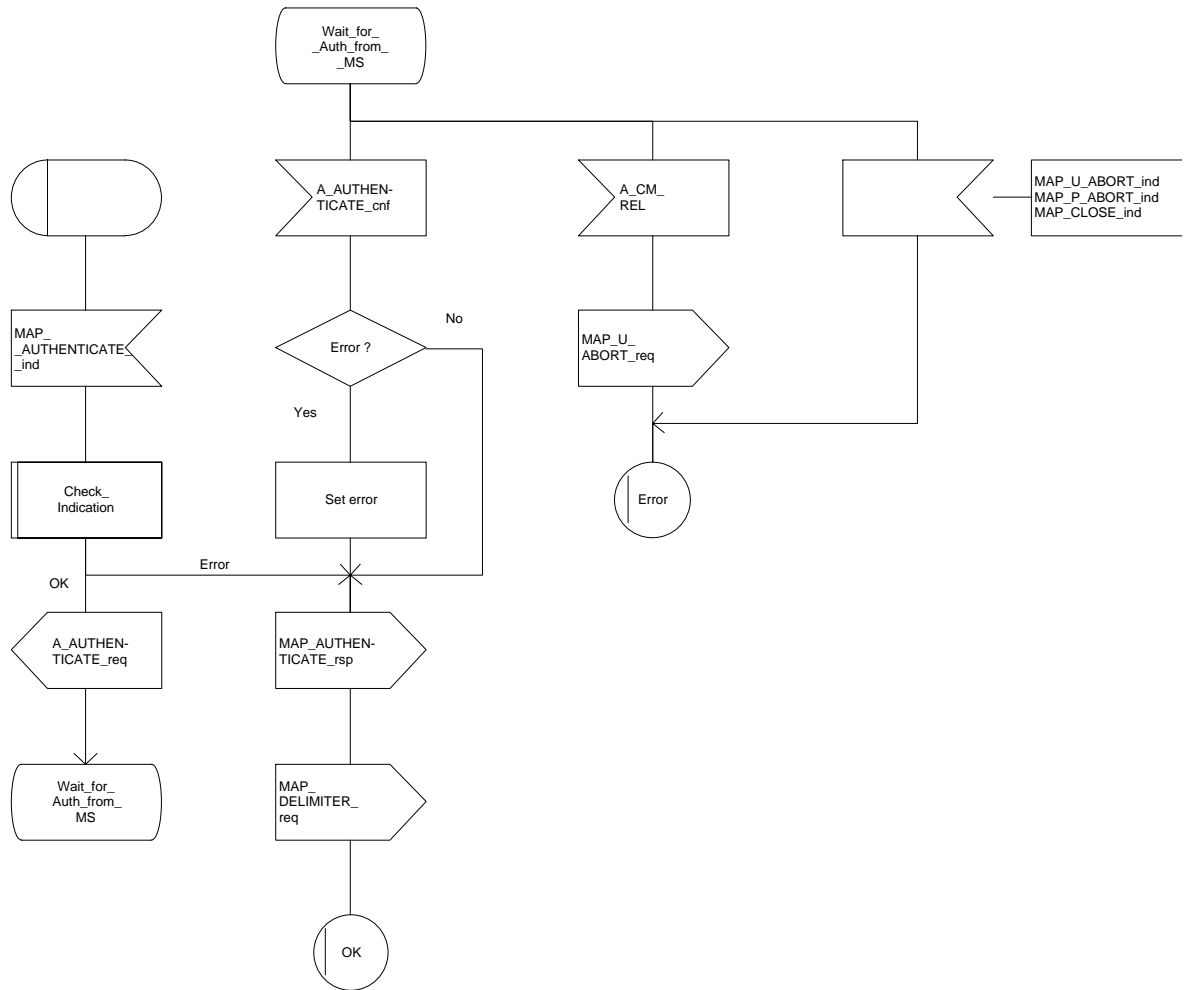 Wait_for_
_Auth_from_
_MS
A_AUTHEN-
TICATE_cnf
A_CM_
REL
MAP_U_ABORT_ind
MAP_P_ABORT_ind
MAP_CLOSE_ind
MAP_
_AUTHENTICATE_
_ind
Error ?
No
Yes
MAP_U_
ABORT_req
Check_
Indication
Set error
Error
Error
OK
A_AUTHEN-
TICATE_req
MAP_AUTHEN-
TICATE_rsp
Wait_for_
Auth_from_
MS
MAP_
DELIMITER_
req
OK